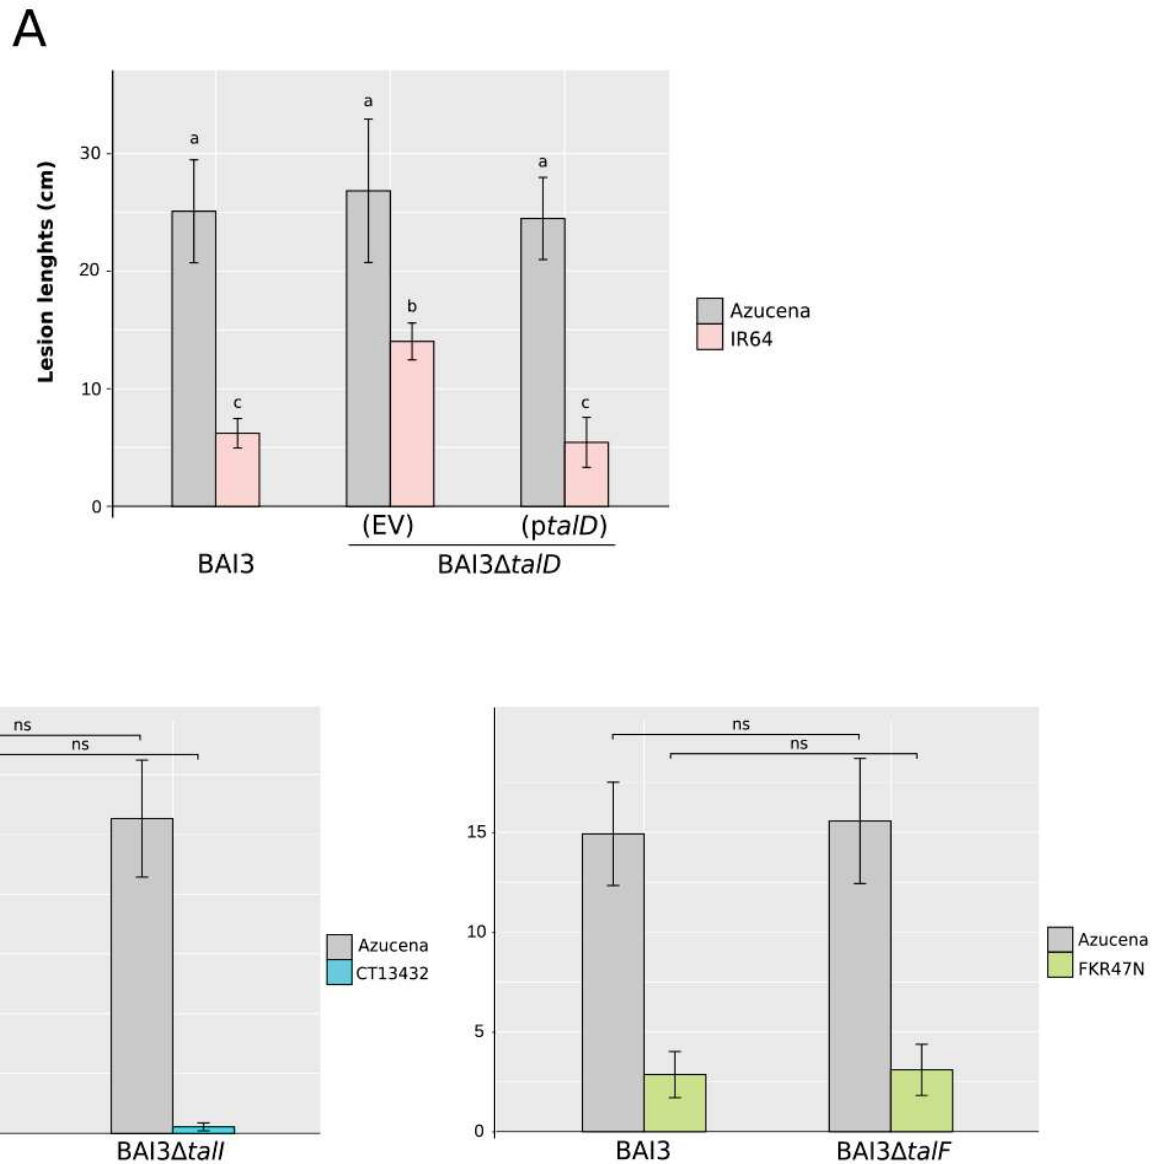 A
Lesion lenghts (cm)
30
20
10
0
a
c
a
b
a
c
(EV)
(ptalD)
BAI3
BAI3ΔtalD
Azucena
IR64
ns
ns
BAI3ΔtalI
Azucena
CT13432
ns
ns
15
10
5
0
BAI3
BAI3ΔtalF
Azucena
FKR47N